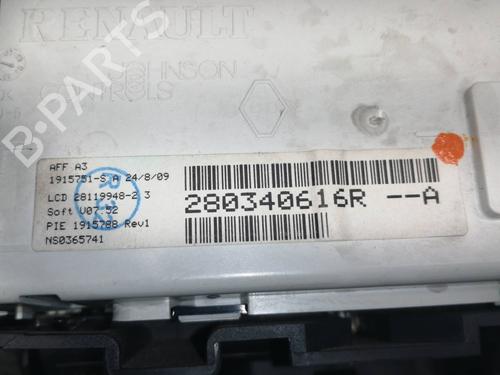 RENAULT
JOHNSON
CONTROLS
AFF A3
1915751-S A 24/8/09
LCD 28119948-2 3
Soft V07.52
PIE 1915788 Rev1
NS0365741
280340616R --A
B-Parts